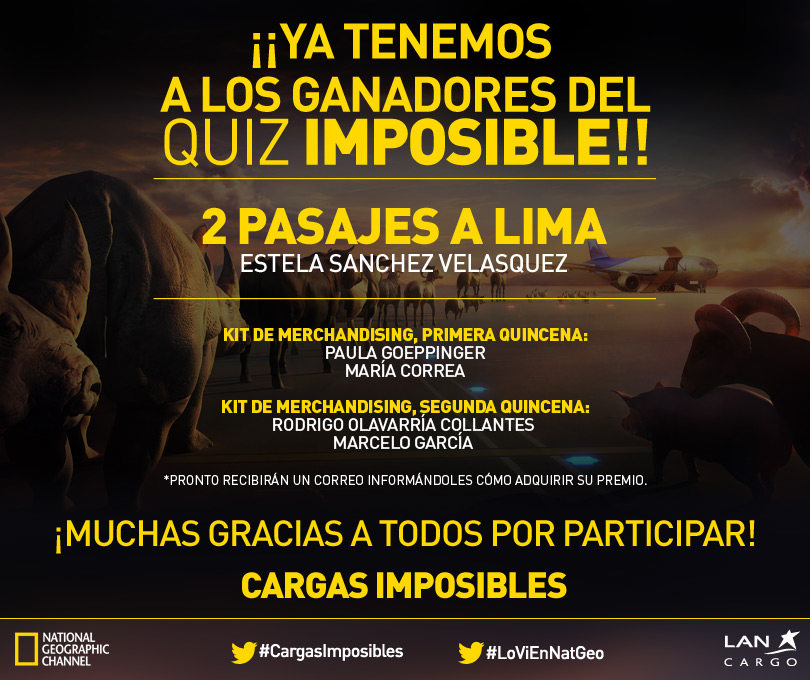 ¡¡YA TENEMOS
A LOS GANADORES DEL
QUIZ IMPOSIBLE!!
2 PASAJES A LIMA
ESTELA SANCHEZ VELASQUEZ
KIT DE MERCHANDISING, PRIMERA QUINCENA:
PAULA GOEPPINGER
MARÍA CORREA
KIT DE MERCHANDISING, SEGUNDA QUINCENA:
RODRIGO OLAVARRÍA COLLANTES
MARCELO GARCÍA
*PRONTO RECIBIRÁN UN CORREO INFORMÁNDOLES CÓMO ADQUIRIR SU PREMIO.
¡MUCHAS GRACIAS A TODOS POR PARTICIPAR!
CARGAS IMPOSIBLES
NATIONAL
GEOGRAPHIC
CHANNEL
#CargasImposibles
#LoViEnNatGeo
LAN
CARGO